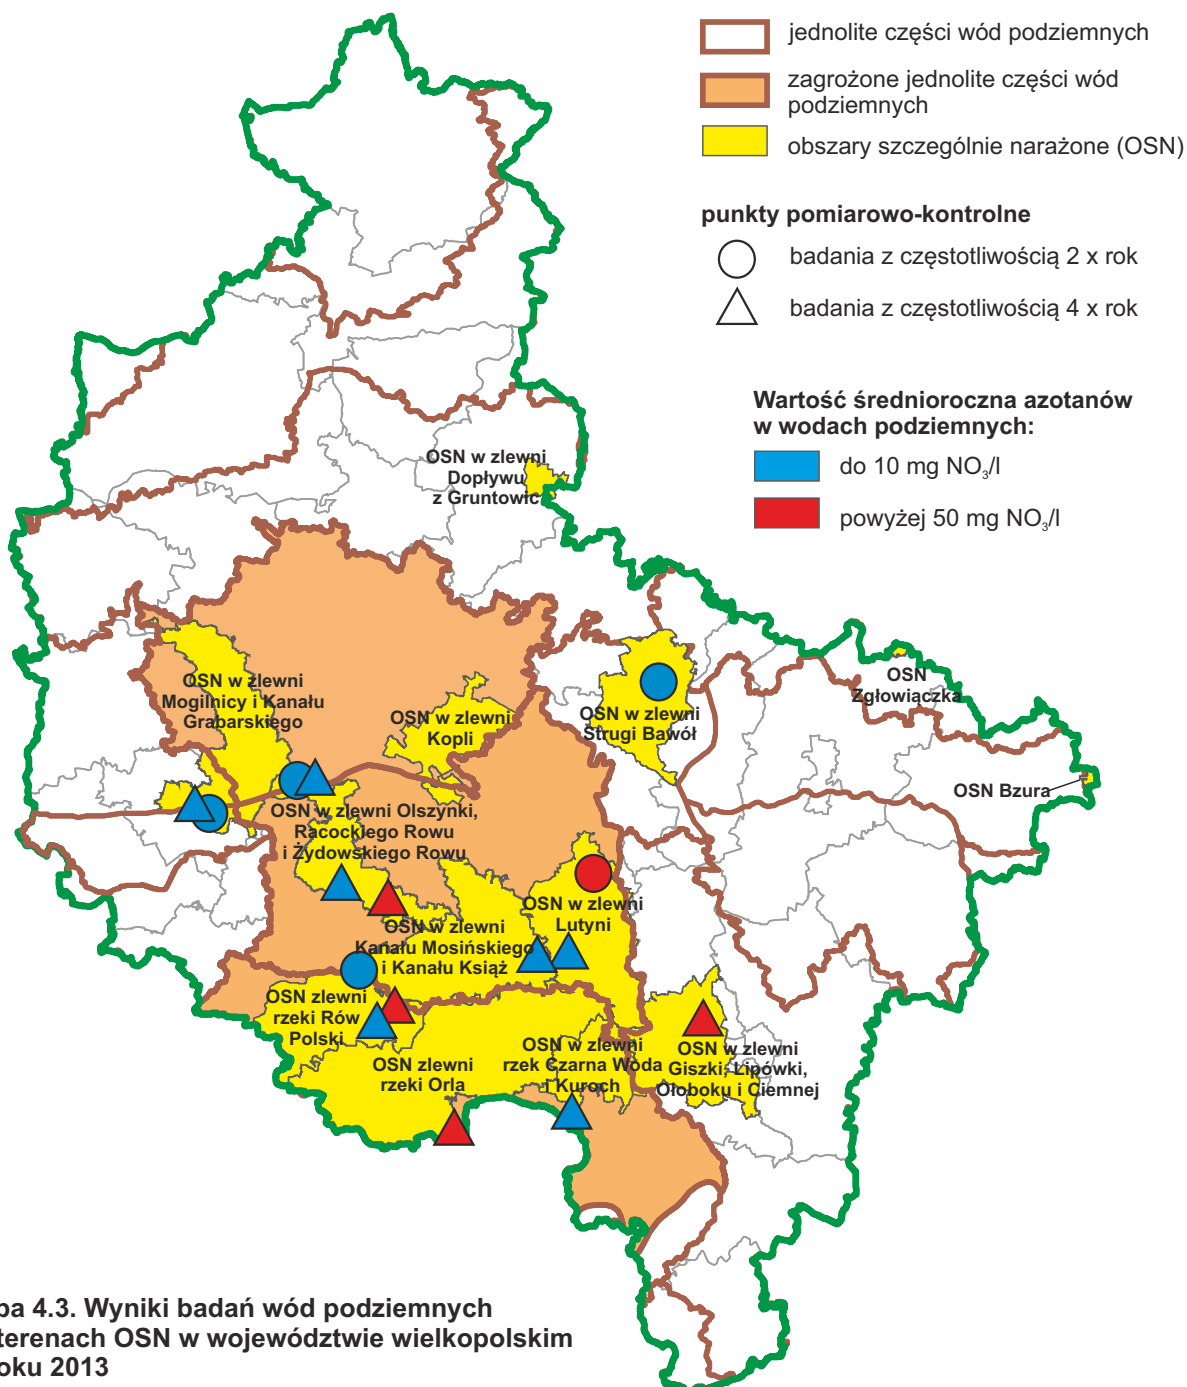 jednolite części wód podziemnych
zagrożone jednolite części wód
podziemnych
obszary szczególnie narażone (OSN)
punkty pomiarowo-kontrolne
badania z częstotliwością 2 x rok
badania z częstotliwością 4 x rok
Wartość średnioroczna azotanów
w wodach podziemnych:
do 10 mg NO₃/l
powyżej 50 mg NO₃/l
OSN w zlewni
Dopływu
z Gruntowic
OSN w zlewni
Mogilnicy i Kanału
Grabarskiego
OSN w zlewni
Kopli
OSN w zlewni
Strugi Bawół
OSN
Zgłowiączka
OSN Bzura
OSN w zlewni Olszynki,
Racockiego Rowu
i Żydowskiego Rowu
OSN w zlewni
Lutyni
OSN w zlewni
Kanału Mosińskiego
i Kanału Książ
OSN zlewni
rzeki Rów
Polski
OSN zlewni
rzeki Orla
OSN w zlewni
rzek Czarna Woda
i Kuroch
OSN w zlewni
Giszki, Lipówki,
Ołoboku i Ciemnej
pa 4.3. Wyniki badań wód podziemnych
terenach OSN w województwie wielkopolskim
oku 2013